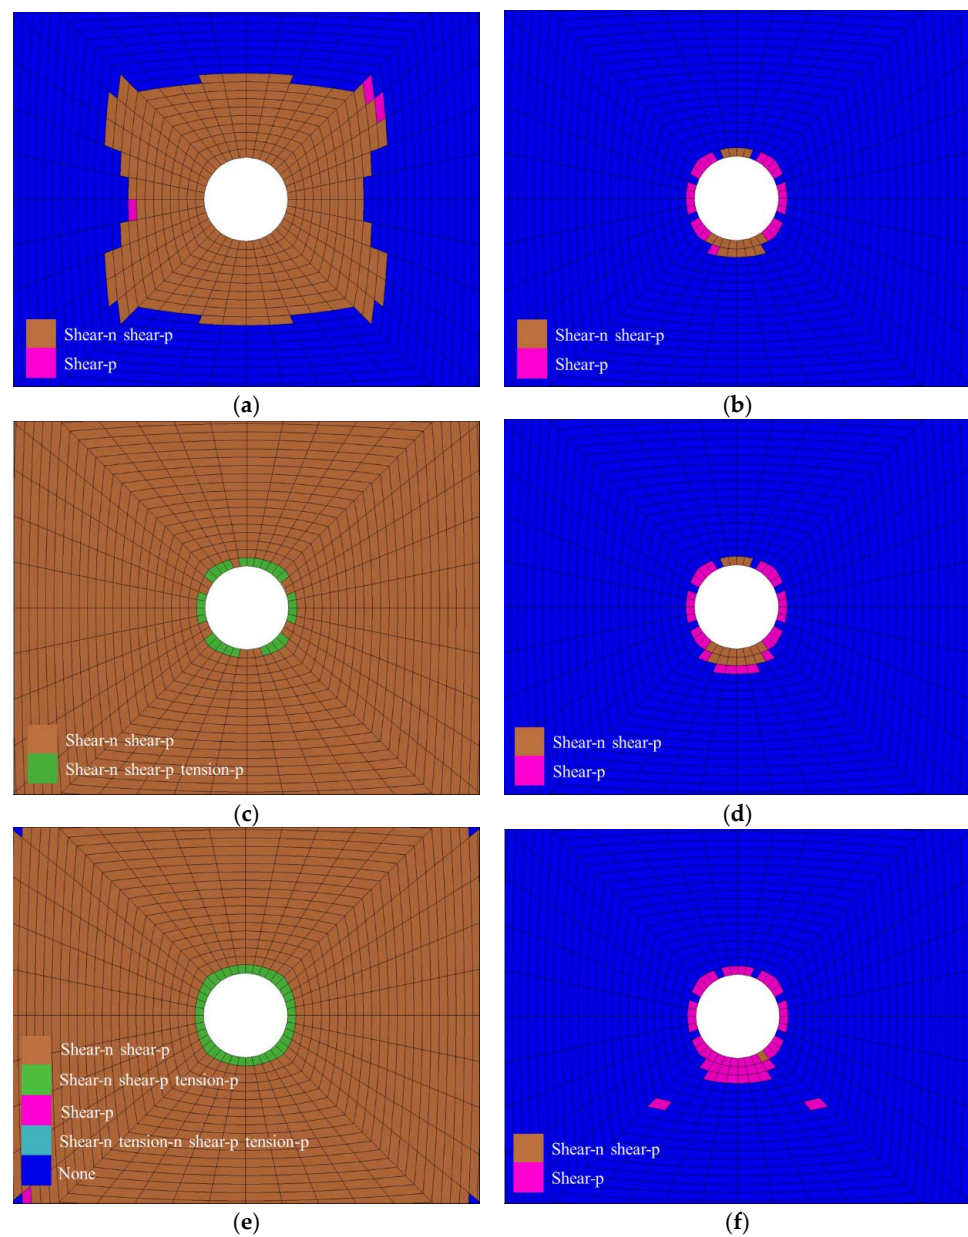 Shear-n shear-p
Shear-p
(a)
Shear-n shear-p
Shear-p
(b)
Shear-n shear-p
Shear-n shear-p tension-p
(c)
Shear-n shear-p
Shear-p
(d)
Shear-n shear-p
Shear-n shear-p tension-p
Shear-p
Shear-n tension-n shear-p tension-p
None
(e)
Shear-n shear-p
Shear-p
(f)